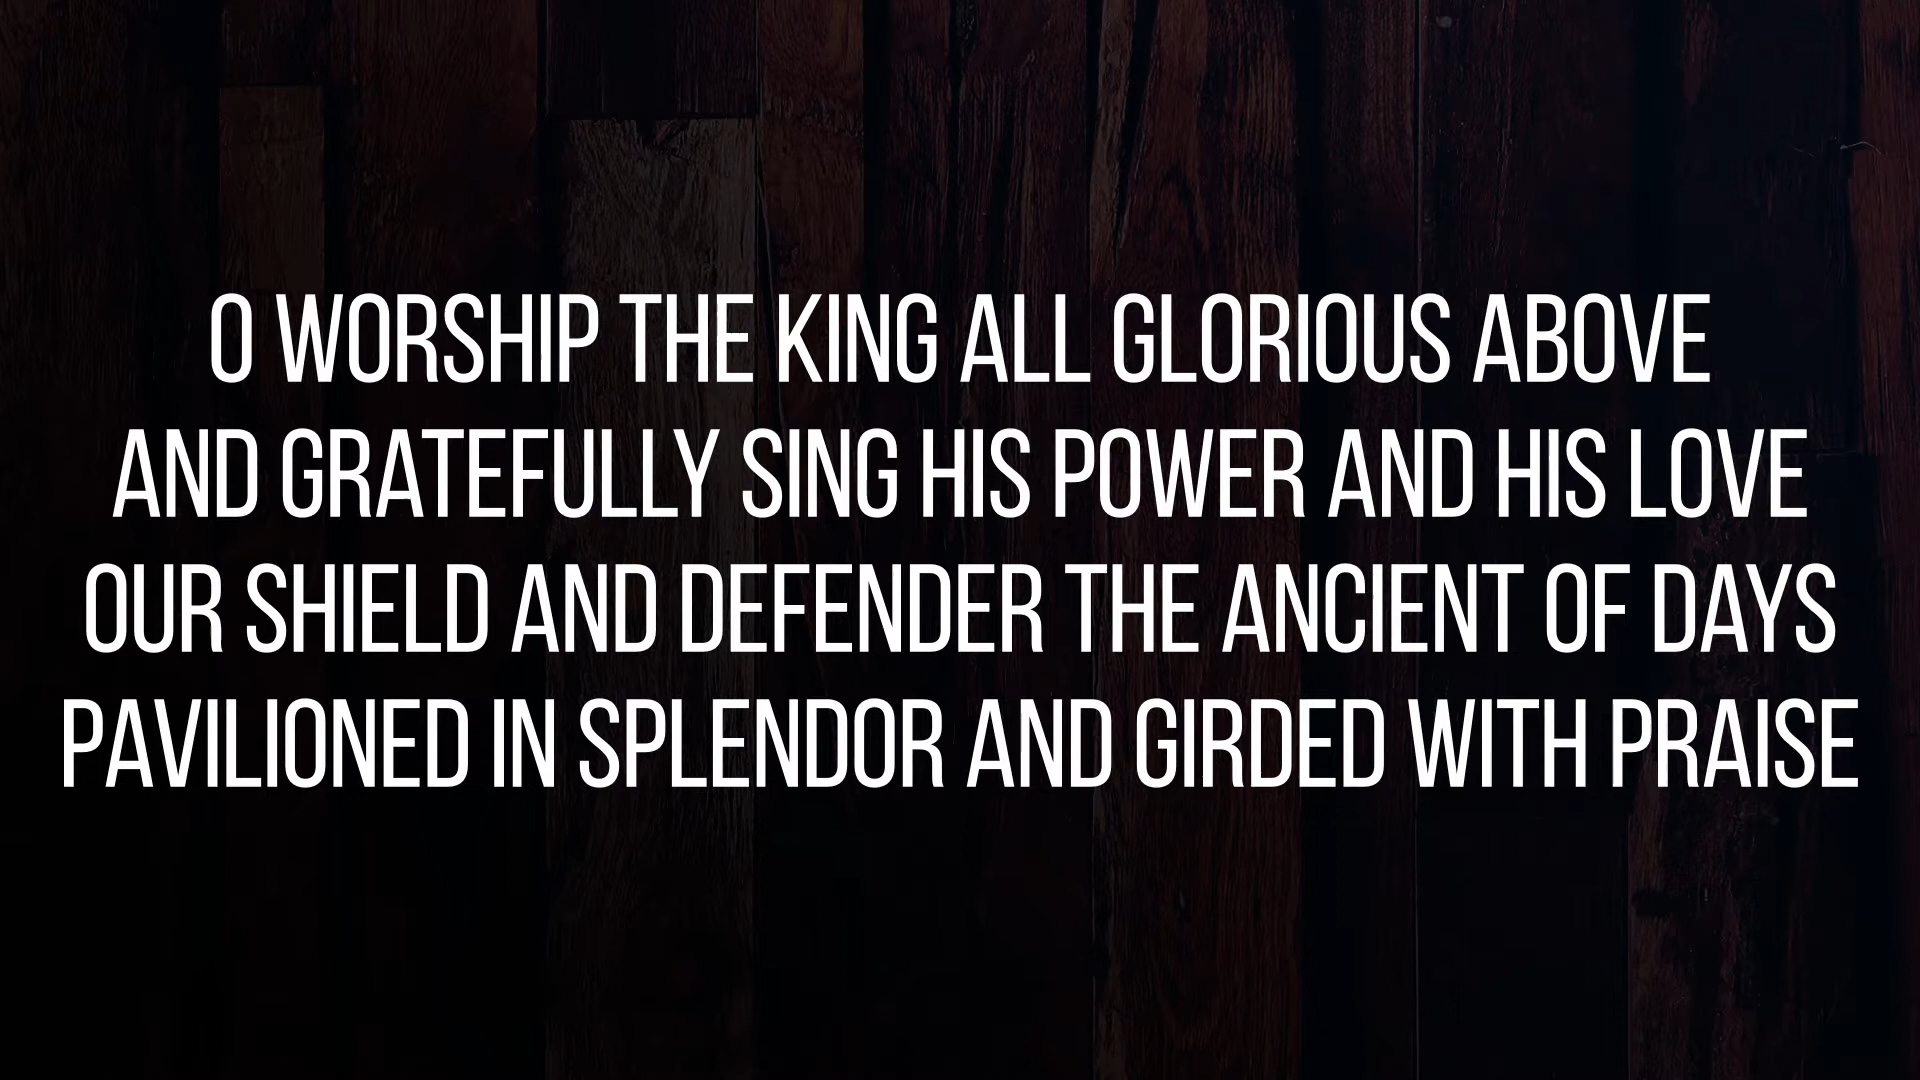 O WORSHIP THE KING ALL GLORIOUS ABOVE
AND GRATEFULLY SING HIS POWER AND HIS LOVE
OUR SHIELD AND DEFENDER THE ANCIENT OF DAYS
PAVILIONED IN SPLENDOR AND GIRDED WITH PRAISE